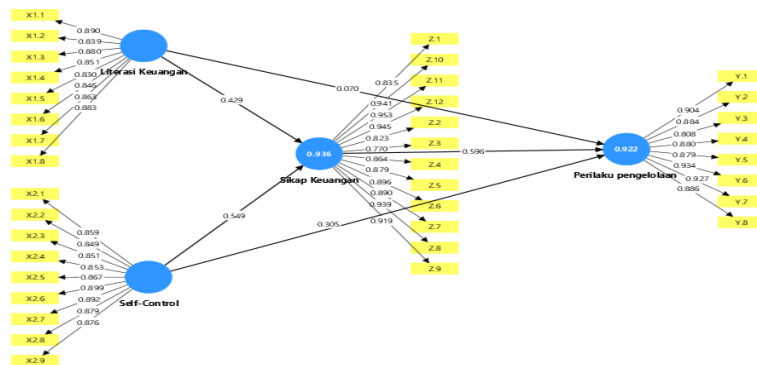 X1.1
X1.2
X1.3
X1.4
X1.5
X1.6
X1.7
X1.8
0.890
0.839
0.880
0.851
0.830
0.846
0.863
0.883
Literasi Keuangan
0.429
0.070
X2.1
X2.2
X2.3
X2.4
X2.5
X2.6
X2.7
X2.8
X2.9
0.859
0.849
0.851
0.853
0.867
0.899
0.892
0.879
0.876
Self-Control
0.549
0.305
0.936
Sikap Keuangan
0.596
Z.1
Z.10
Z.11
Z.12
Z.2
Z.3
Z.4
Z.5
Z.6
Z.7
Z.8
Z.9
0.835
0.941
0.953
0.945
0.823
0.770
0.864
0.879
0.896
0.890
0.939
0.919
0.922
Perilaku pengelolaan
Y.1
Y.2
Y.3
Y.4
Y.5
Y.6
Y.7
Y.8
0.904
0.884
0.808
0.880
0.879
0.934
0.927
0.886